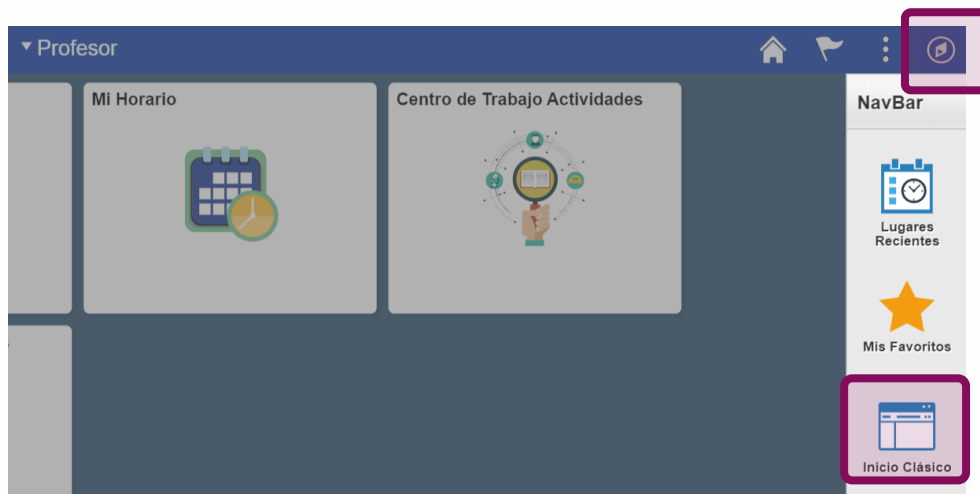 Profesor
Mi Horario
Centro de Trabajo Actividades
NavBar
Lugares
Recientes
Mis Favoritos
Inicio Clásico